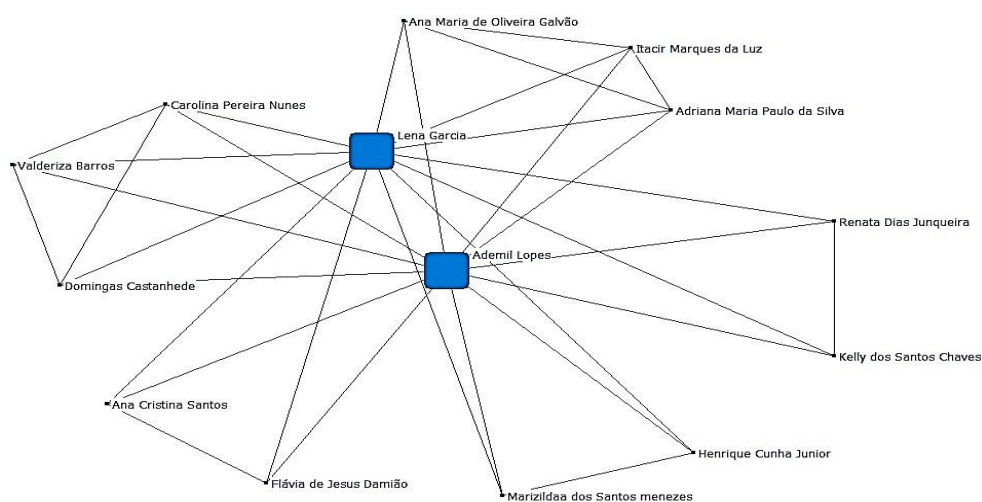 Ana Maria de Oliveira Galvão
Itacir Marques da Luz
Carolina Pereira Nunes
Adriana Maria Paulo da Silva
Lena Garcia
Valderiza Barros
Renata Dias Junqueira
Ademil Lopes
Domingas Castanhede
Kelly dos Santos Chaves
Ana Cristina Santos
Henrique Cunha Junior
Flávia de Jesus Damião
Marizildaa dos Santos menezes